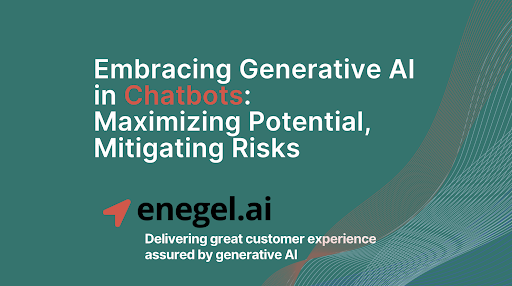 Embracing Generative AI
in Chatbots:
Maximizing Potential,
Mitigating Risks
enegel.ai
Delivering great customer experience
assured by generative AI